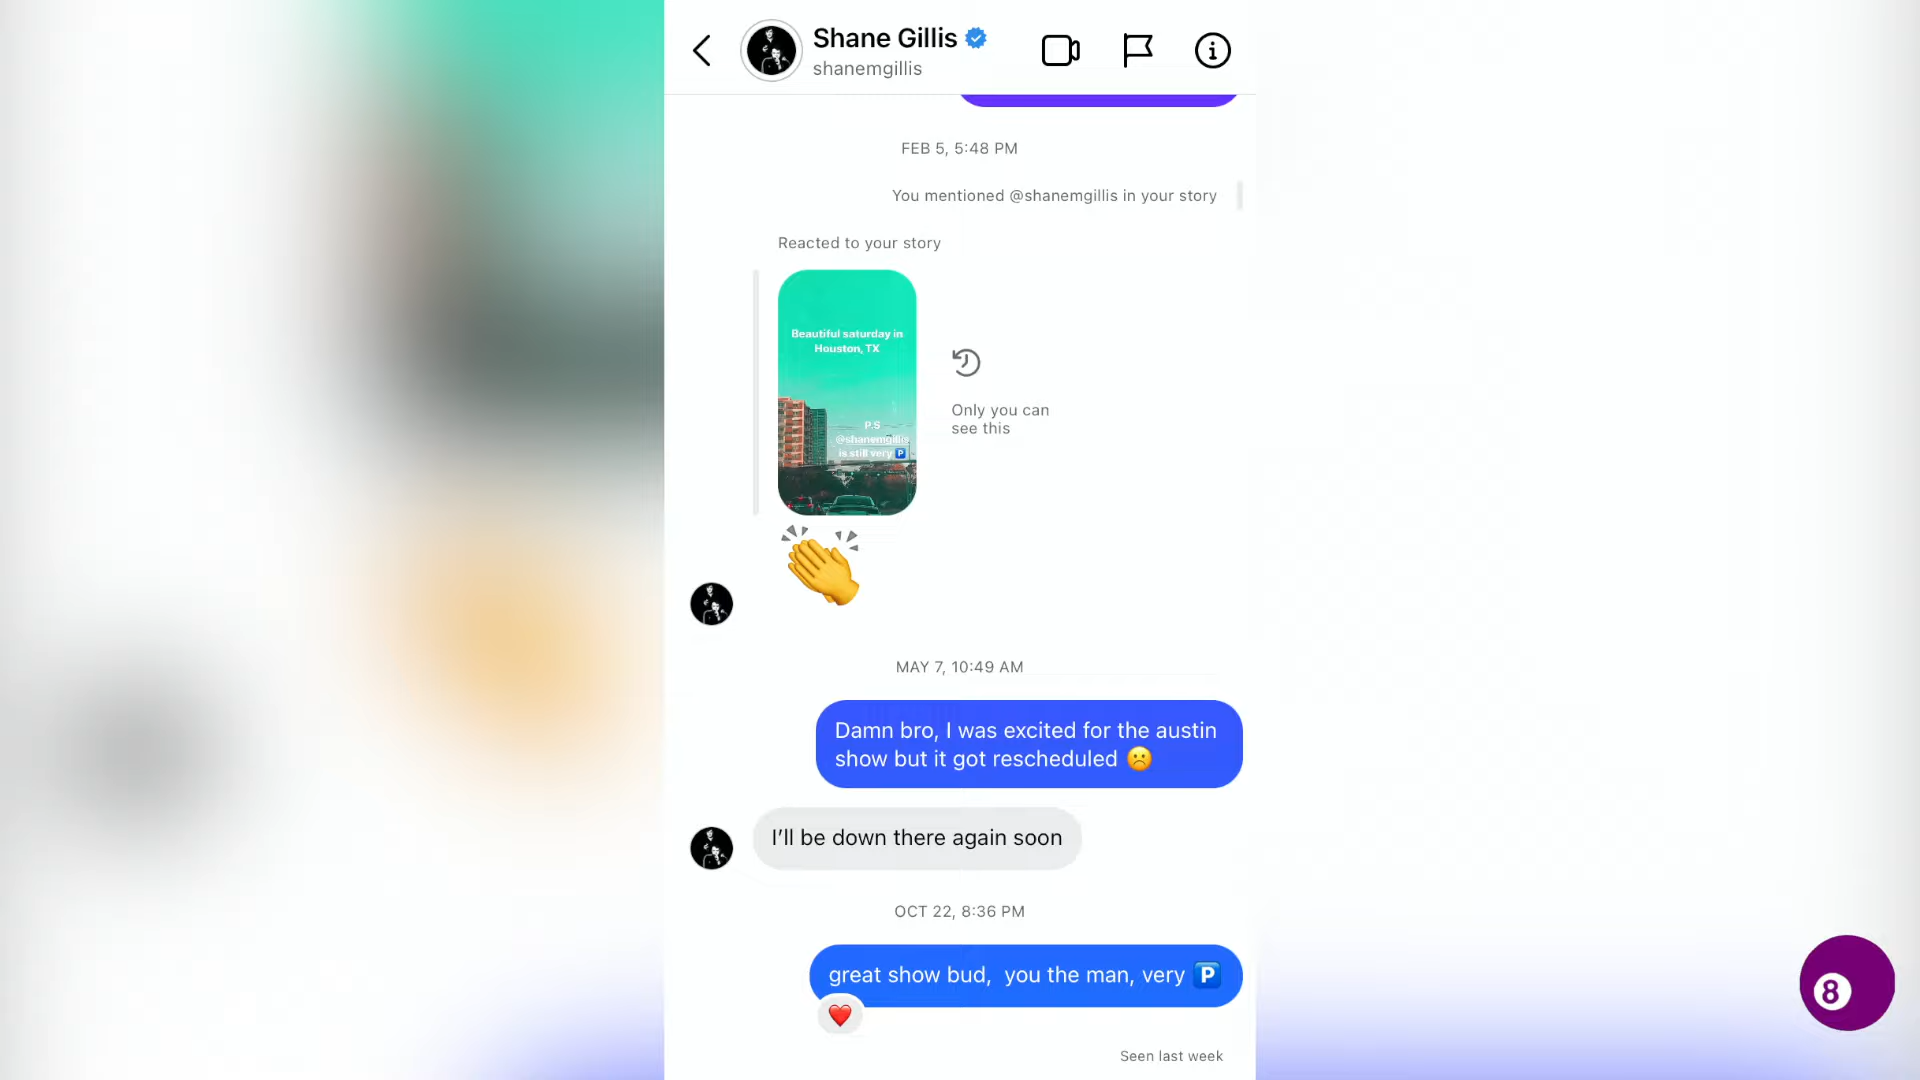 Shane Gillis
shanemgillis
FEB 5, 5:48 PM
You mentioned @shanemgillis in your story
Reacted to your story
Beautiful saturday in
Houston, TX
P.S
@shanemgillis
is still very 🅿️
Only you can
see this
MAY 7, 10:49 AM
Damn bro, I was excited for the austin
show but it got rescheduled ☹️
I’ll be down there again soon
OCT 22, 8:36 PM
great show bud,  you the man, very 🅿️
Seen last week
8